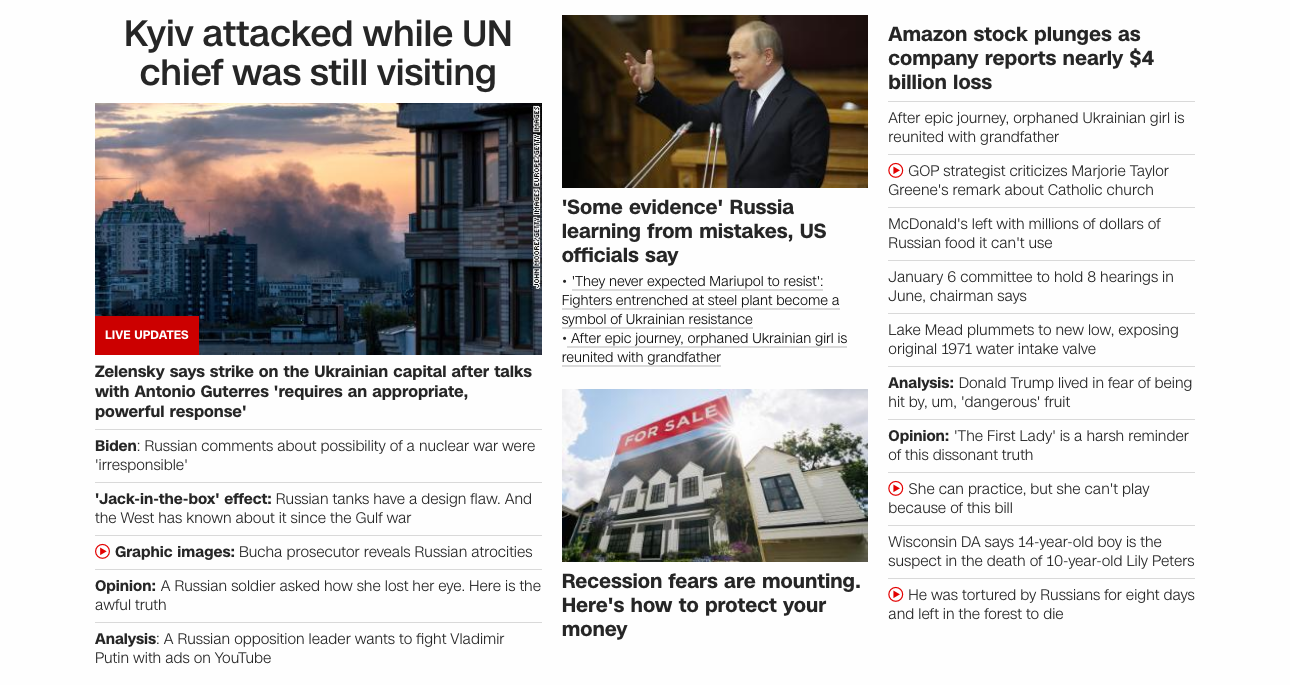 Kyiv attacked while UN
chief was still visiting
JOHN MOORE/GETTY IMAGES EUROPE/GETTY IMAGES
LIVE UPDATES
Zelensky says strike on the Ukrainian capital after talks
with Antonio Guterres 'requires an appropriate,
powerful response'
Biden: Russian comments about possibility of a nuclear war were
'irresponsible'
'Jack-in-the-box' effect: Russian tanks have a design flaw. And
the West has known about it since the Gulf war
Graphic images: Bucha prosecutor reveals Russian atrocities
Opinion: A Russian soldier asked how she lost her eye. Here is the
awful truth
Analysis: A Russian opposition leader wants to fight Vladimir
Putin with ads on YouTube
'Some evidence' Russia
learning from mistakes, US
officials say
• 'They never expected Mariupol to resist':
Fighters entrenched at steel plant become a
symbol of Ukrainian resistance
• After epic journey, orphaned Ukrainian girl is
reunited with grandfather
FOR SALE
Recession fears are mounting.
Here's how to protect your
money
Amazon stock plunges as
company reports nearly $4
billion loss
After epic journey, orphaned Ukrainian girl is
reunited with grandfather
GOP strategist criticizes Marjorie Taylor
Greene's remark about Catholic church
McDonald's left with millions of dollars of
Russian food it can't use
January 6 committee to hold 8 hearings in
June, chairman says
Lake Mead plummets to new low, exposing
original 1971 water intake valve
Analysis: Donald Trump lived in fear of being
hit by, um, 'dangerous' fruit
Opinion: 'The First Lady' is a harsh reminder
of this dissonant truth
She can practice, but she can't play
because of this bill
Wisconsin DA says 14-year-old boy is the
suspect in the death of 10-year-old Lily Peters
He was tortured by Russians for eight days
and left in the forest to die